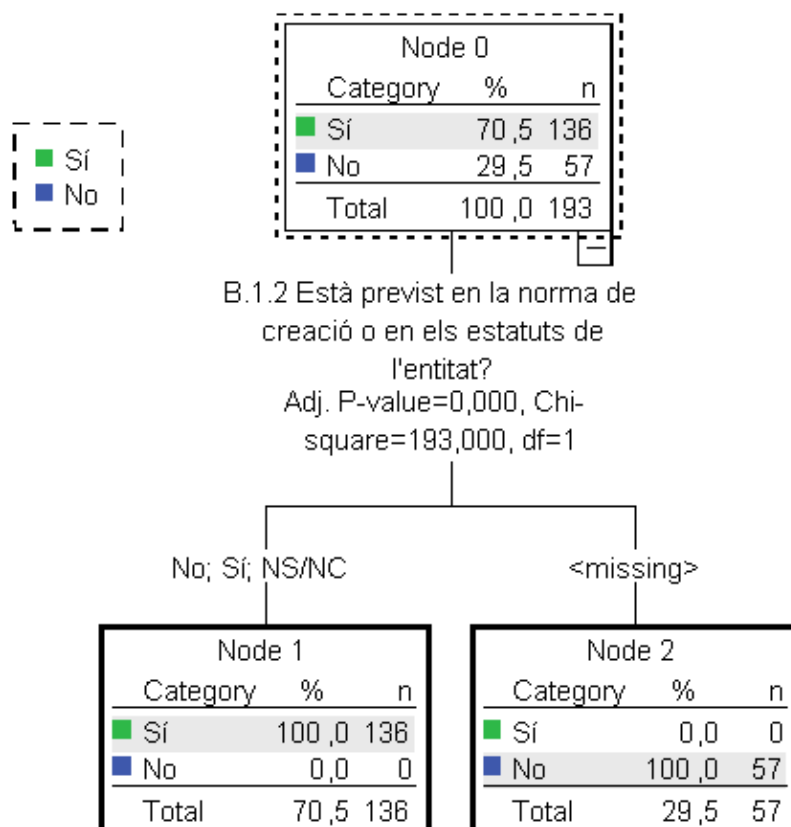 Sí
No
Node 0
Category % n
Sí 70,5 136
No 29,5 57
Total 100,0 193
B.1.2 Està previst en la norma de
creació o en els estatuts de
l'entitat?
Adj. P-value=0,000, Chi-
square=193,000, df=1
No; Sí; NS/NC
<missing>
Node 1
Category % n
Sí 100,0 136
No 0,0 0
Total 70,5 136
Node 2
Category % n
Sí 0,0 0
No 100,0 57
Total 29,5 57